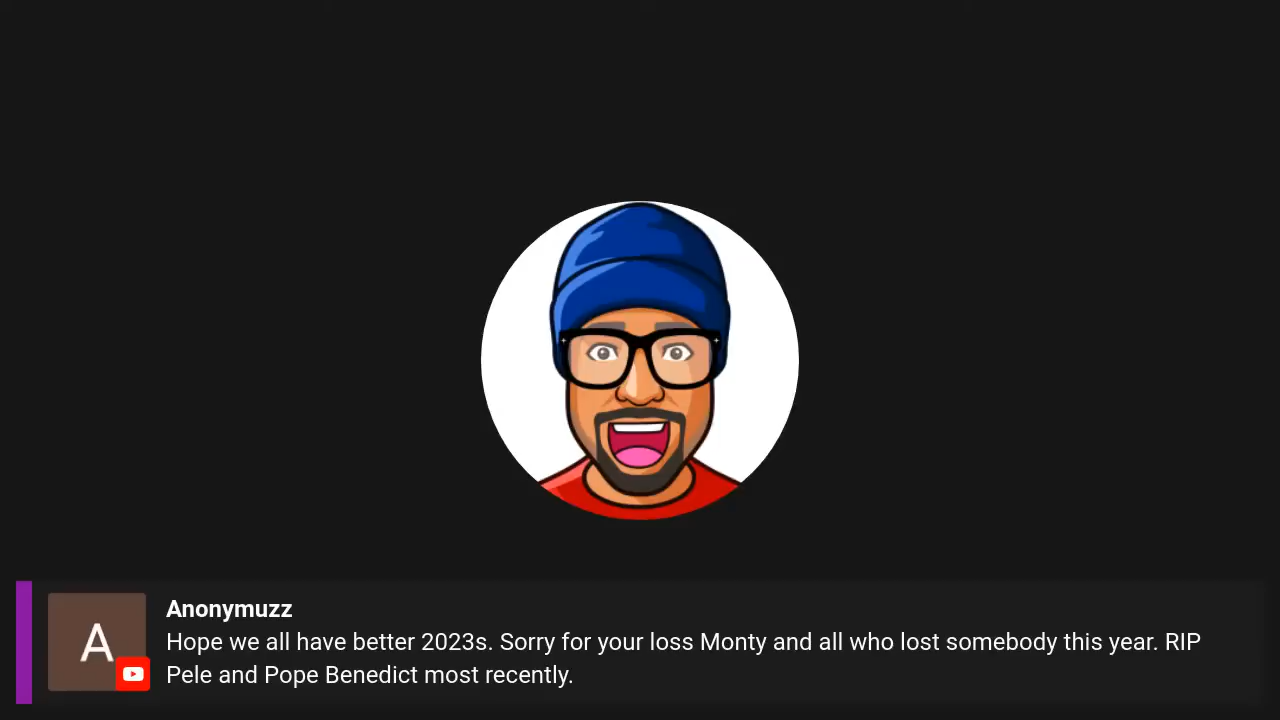 A
Anonymuzz
Hope we all have better 2023s. Sorry for your loss Monty and all who lost somebody this year. RIP
Pele and Pope Benedict most recently.